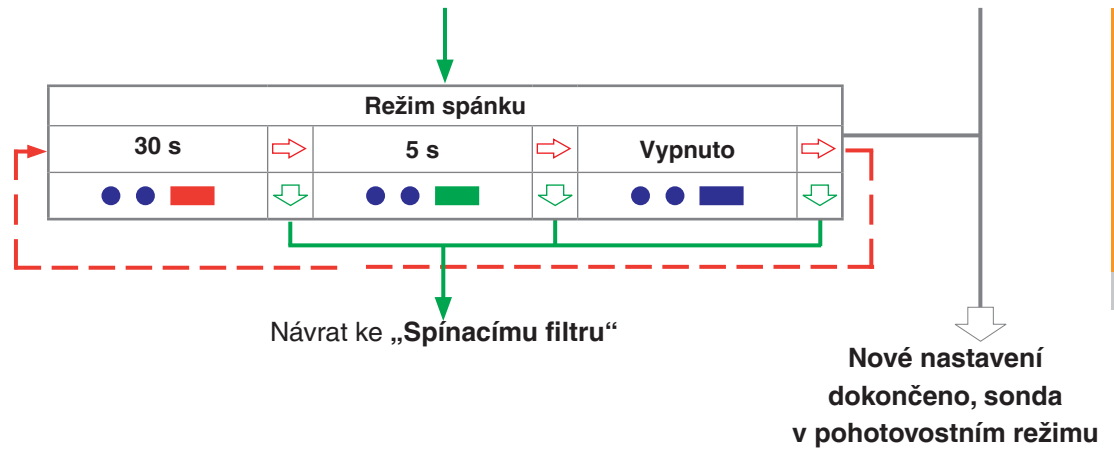 Režim spánku
30 s
5 s
Vypnuto
Návrat ke „Spínacímu filtru“
Nové nastavení
dokončeno, sonda
v pohotovostním režimu